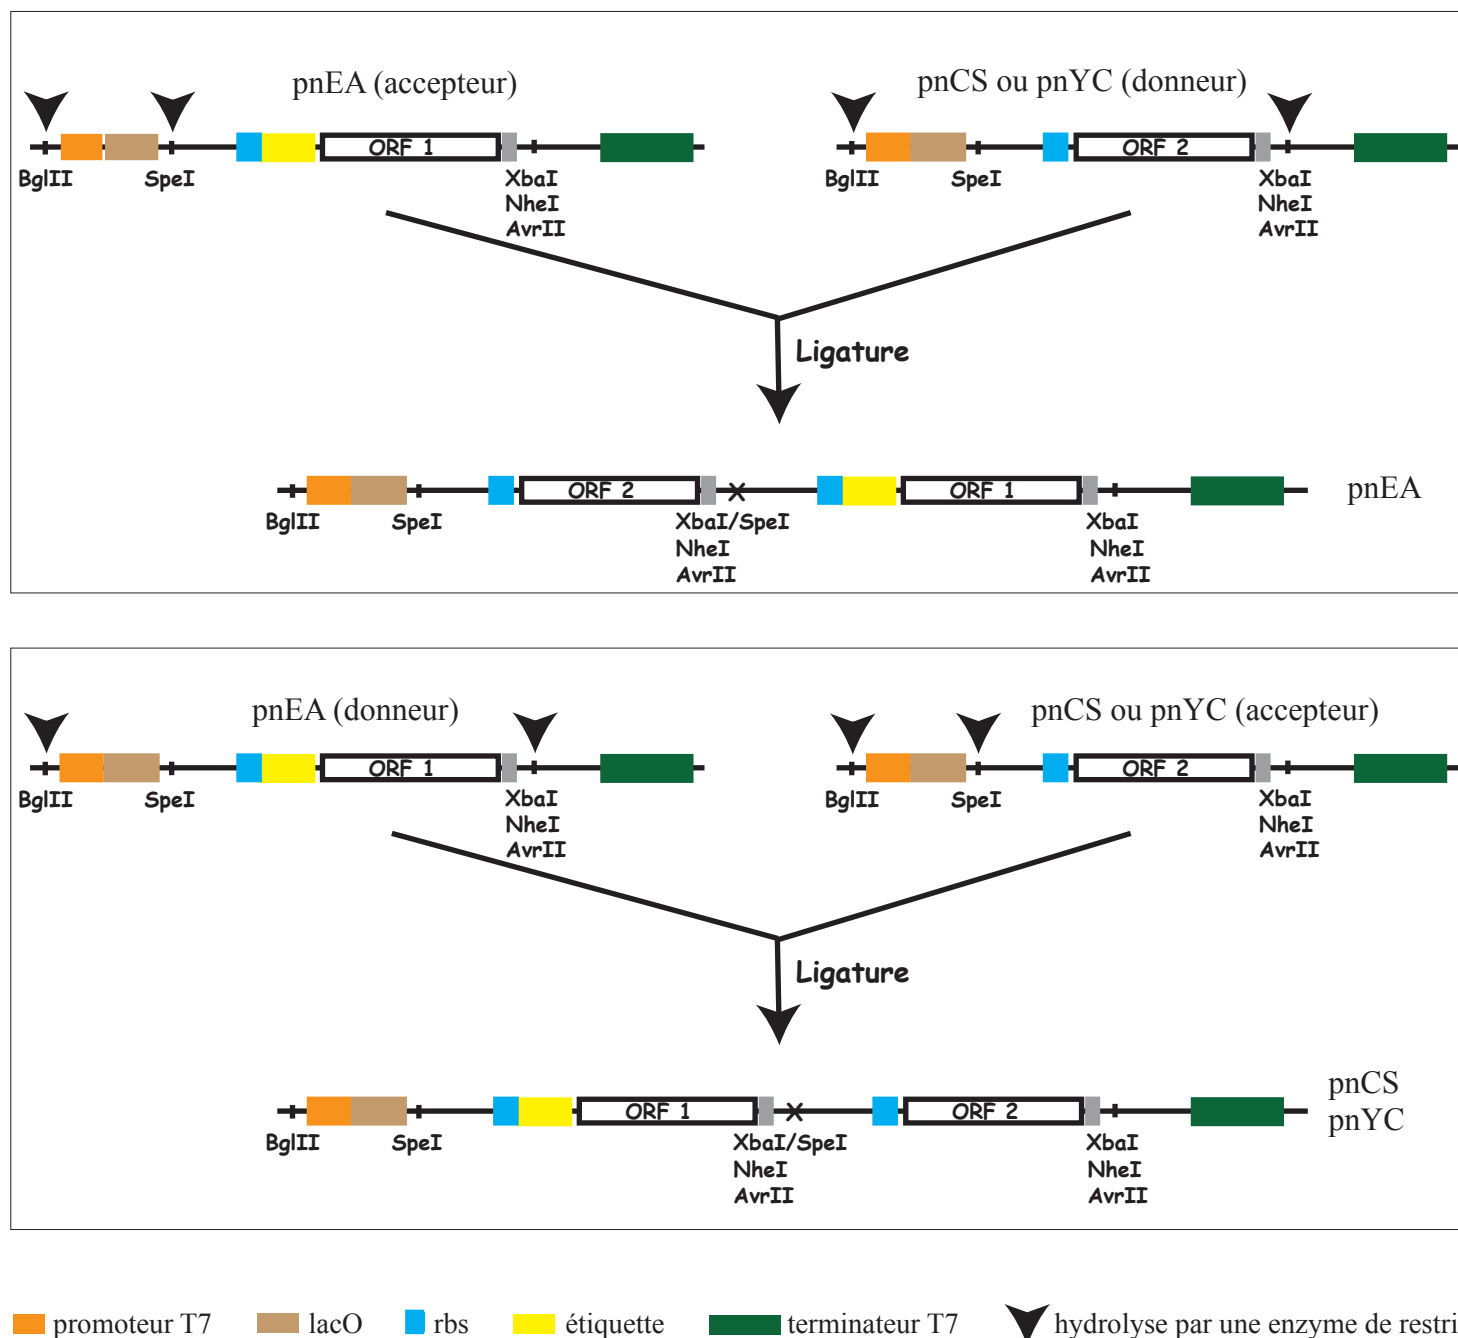 pnEA (accepteur)
pnCS ou pnYC (donneur)
ORF 1
ORF 2
BglII
SpeI
XbaI
NheI
AvrII
BglII
SpeI
XbaI
NheI
AvrII
Ligature
ORF 2
ORF 1
pnEA
BglII
SpeI
XbaI/SpeI
NheI
AvrII
XbaI
NheI
AvrII
pnEA (donneur)
pnCS ou pnYC (accepteur)
ORF 1
ORF 2
BglII
SpeI
XbaI
NheI
AvrII
BglII
SpeI
XbaI
NheI
AvrII
Ligature
pnCS
pnYC
ORF 1
ORF 2
BglII
SpeI
XbaI/SpeI
NheI
AvrII
XbaI
NheI
AvrII
promoteur T7
lacO
rbs
étiquette
terminateur T7
hydrolyse par une enzyme de restri